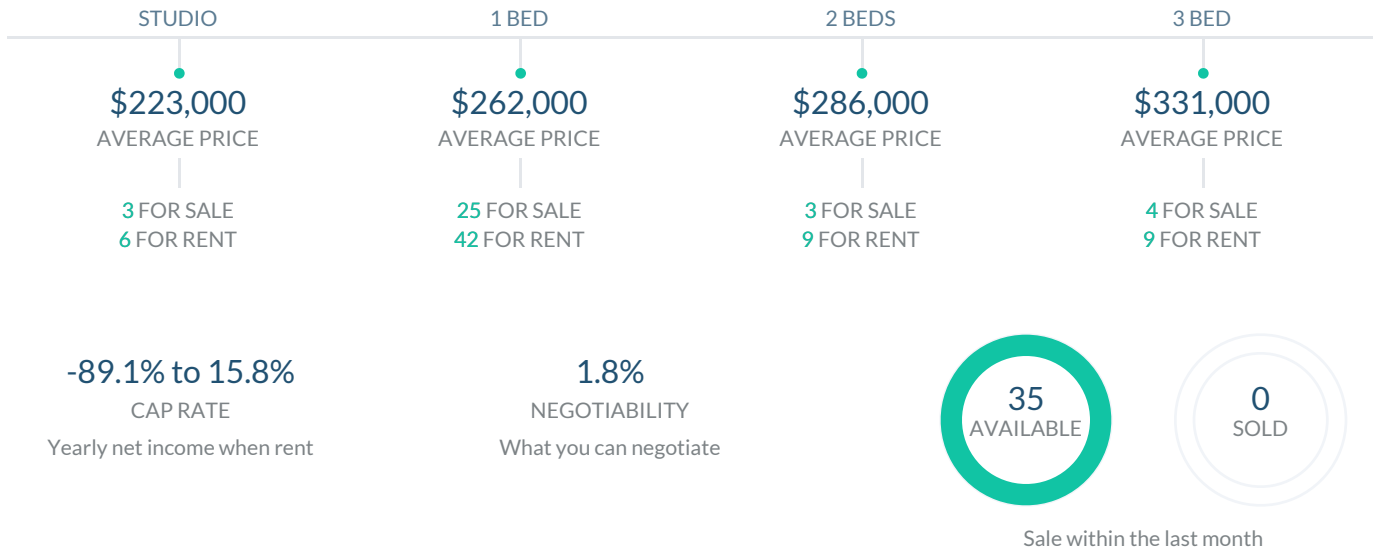 STUDIO
$223,000
AVERAGE PRICE
3 FOR SALE
6 FOR RENT
1 BED
$262,000
AVERAGE PRICE
25 FOR SALE
42 FOR RENT
2 BEDS
$286,000
AVERAGE PRICE
3 FOR SALE
9 FOR RENT
3 BED
$331,000
AVERAGE PRICE
4 FOR SALE
9 FOR RENT
-89.1% to 15.8%
CAP RATE
Yearly net income when rent
1.8%
NEGOTIABILITY
What you can negotiate
35
AVAILABLE
0
SOLD
Sale within the last month